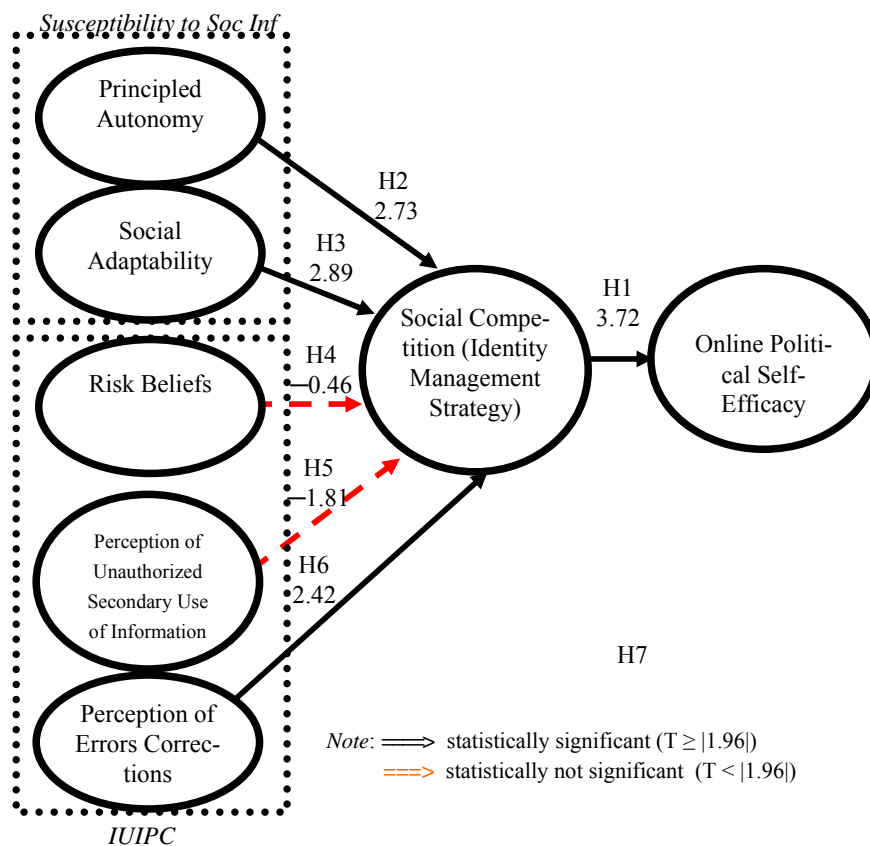 Susceptibility to Soc Inf
Principled
Autonomy
H2
2.73
Social
Adaptability
H3
2.89
H1
3.72
Social Compe-
tition (Identity
Management
Strategy)
Online Politi-
cal Self-
Efficacy
H4
—0.46
Risk Beliefs
H5
—1.81
Perception of
Unauthorized
Secondary Use
of Information
H6
2.42
H7
Perception of
Errors Correc-
tions
Note: ===> statistically significant (T ≥ |1.96|)
===> statistically not significant (T < |1.96|)
IUIPC